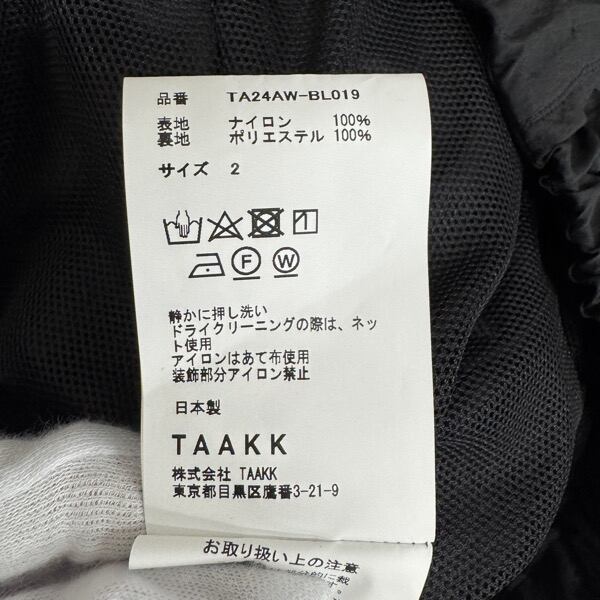 品番 TA24AW-BL019
表地 ナイロン 100%
裏地 ポリエステル 100%
サイズ 2
F W
静かに押し洗い
ドライクリーニングの際は、ネッ
ト使用
アイロンはあて布使用
装飾部分アイロン禁止
日本製
TAAKK
株式会社 TAAKK
東京都目黒区鷹番3-21-9
お取り扱い上の注意